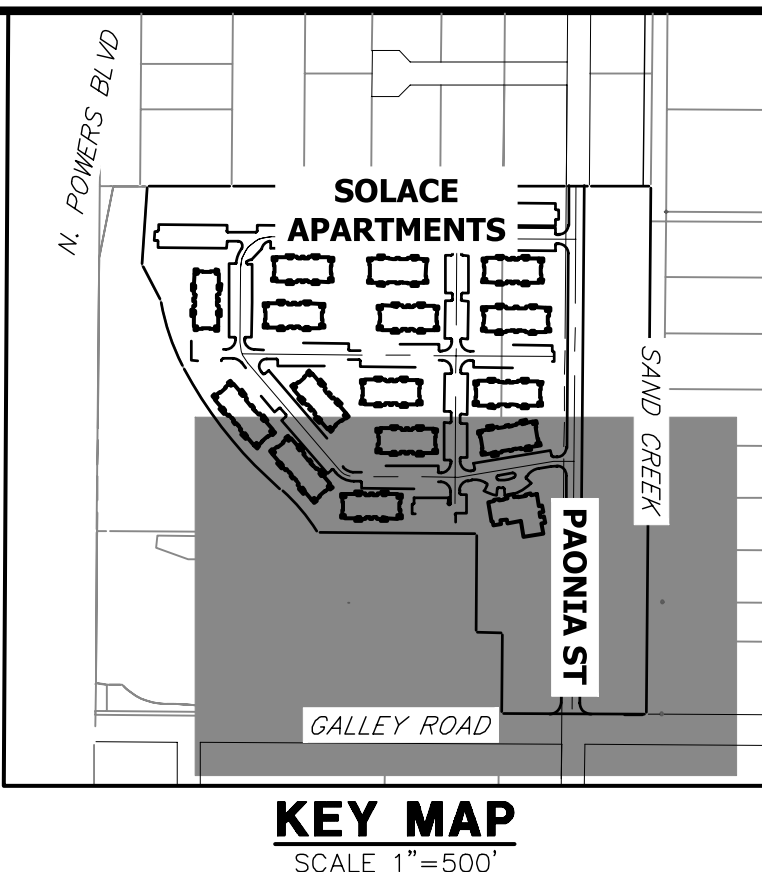 N. POWERS BLVD
SOLACE
APARTMENTS
SAND CREEK
PAONIA ST
GALLEY ROAD
KEY MAP
SCALE 1"=500'